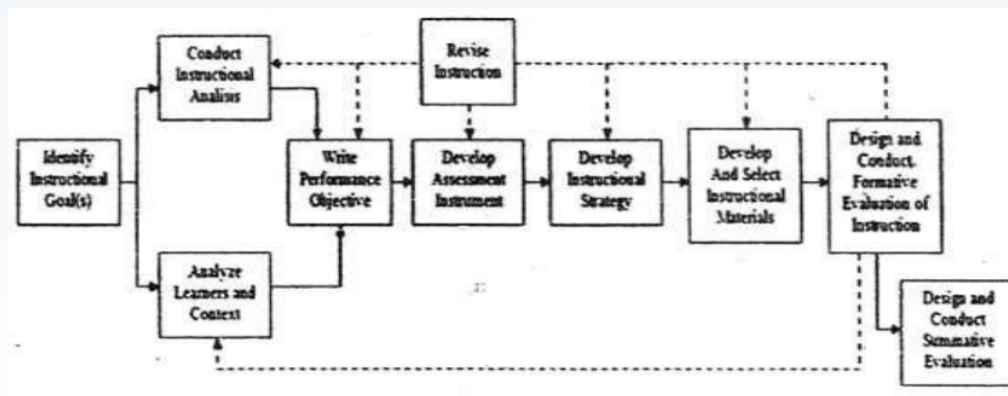 Conduct
Instructional
Analisis
Revise
Instruction
Identify
Instructional
Goal(s)
Write
Performance
Objective
Develop
Assessment
Instrument
Develop
Instructional
Strategy
Develop
And Select
Instructional
Materials
Design and
Conduct
Formative
Evaluation of
Instruction
Analyze
Learners and
Context
Design and
Conduct
Summative
Evaluation